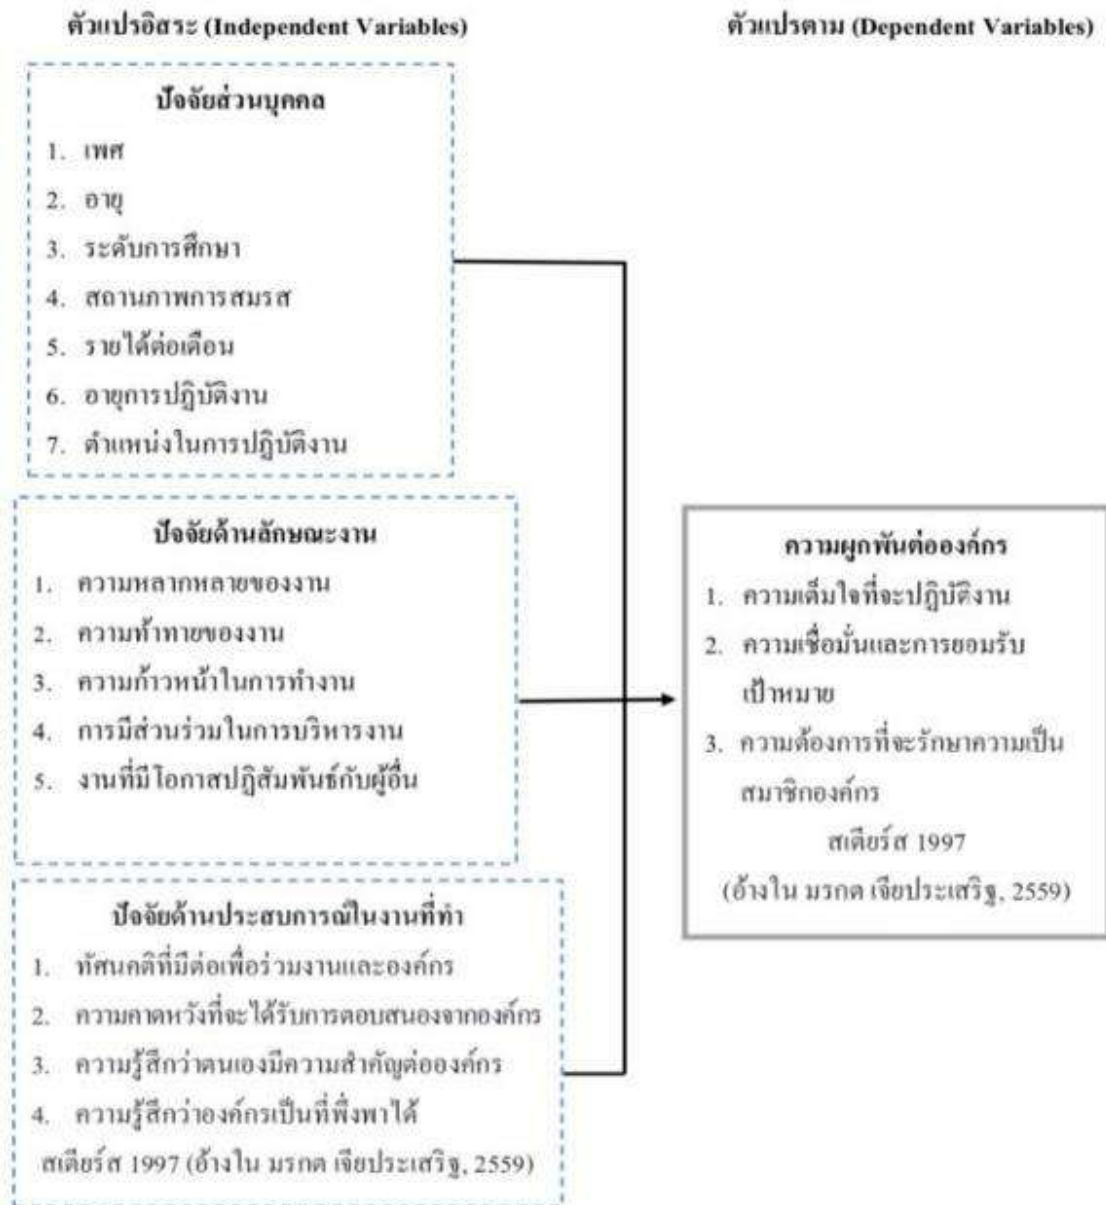 ตัวแปรอิสระ (Independent Variables)
ตัวแปรตาม (Dependent Variables)
ปัจจัยส่วนบุคคล
1. เพศ
2. อายุ
3. ระดับการศึกษา
4. สถานภาพการสมรส
5. รายได้ต่อเดือน
6. อายุการปฏิบัติงาน
7. ตำแหน่งในการปฏิบัติงาน
ปัจจัยด้านลักษณะงาน
1. ความหลากหลายของงาน
2. ความท้าทายของงาน
3. ความก้าวหน้าในการทำงาน
4. การมีส่วนร่วมในการบริหารงาน
5. งานที่มีโอกาสปฏิสัมพันธ์กับผู้อื่น
ปัจจัยด้านประสบการณ์ในงานที่ทำ
1. ทัศนคติที่มีต่อเพื่อร่วมงานและองค์กร
2. ความคาดหวังที่จะได้รับการตอบสนองจากองค์กร
3. ความรู้สึกว่าตนเองมีความสำคัญต่อองค์กร
4. ความรู้สึกว่าองค์กรเป็นที่พึ่งพาได้
สเตียร์ส 1997 (อ้างใน มรกต เจียประเสริฐ, 2559)
ความผูกพันต่อองค์กร
1. ความเต็มใจที่จะปฏิบัติงาน
2. ความเชื่อมั่นและการยอมรับ
เป้าหมาย
3. ความต้องการที่จะรักษาความเป็น
สมาชิกองค์กร
สเตียร์ส 1997
(อ้างใน มรกต เจียประเสริฐ, 2559)